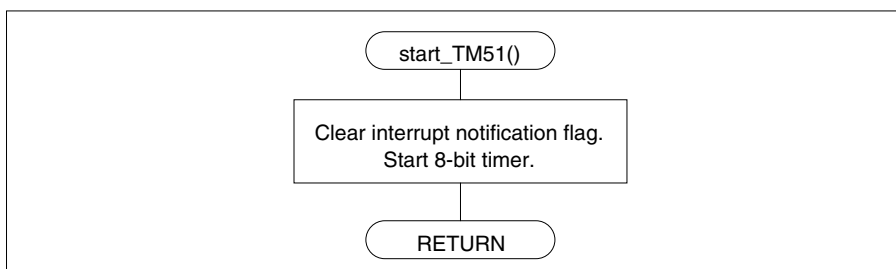 start_TM51()
Clear interrupt notification flag.
Start 8-bit timer.
RETURN